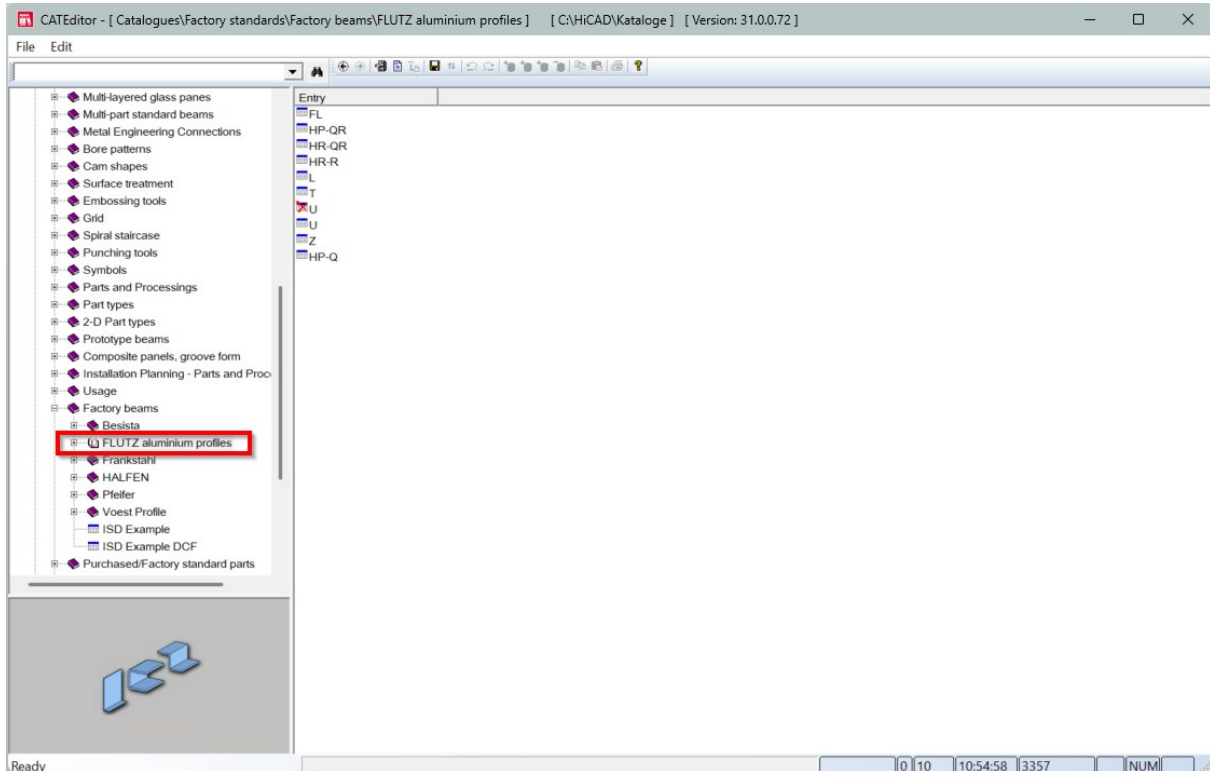 CATEditor - [ Catalogues\Factory standards\Factory beams\FLUTZ aluminium profiles ] [ C:\HiCAD\Kataloge ] [ Version: 31.0.0.72 ]
File Edit
Multi-layered glass panes
Multi-part standard beams
Metal Engineering Connections
Bore patterns
Cam shapes
Surface treatment
Embossing tools
Grid
Spiral staircase
Punching tools
Symbols
Parts and Processings
Part types
2-D Part types
Prototype beams
Composite panels, groove form
Installation Planning - Parts and Proc
Usage
Factory beams
Besista
FLUTZ aluminium profiles
Frankstahl
HALFEN
Pfeifer
Voest Profile
ISD Example
ISD Example DCF
Purchased/Factory standard parts
Entry
FL
HP-QR
HR-QR
HR-R
L
T
U
U
Z
HP-Q
Ready 0 10 10:54:58 3357 NUM